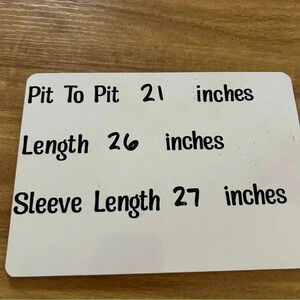 Pit To Pit 21 inches
Length 26 inches
Sleeve Length 27 inches